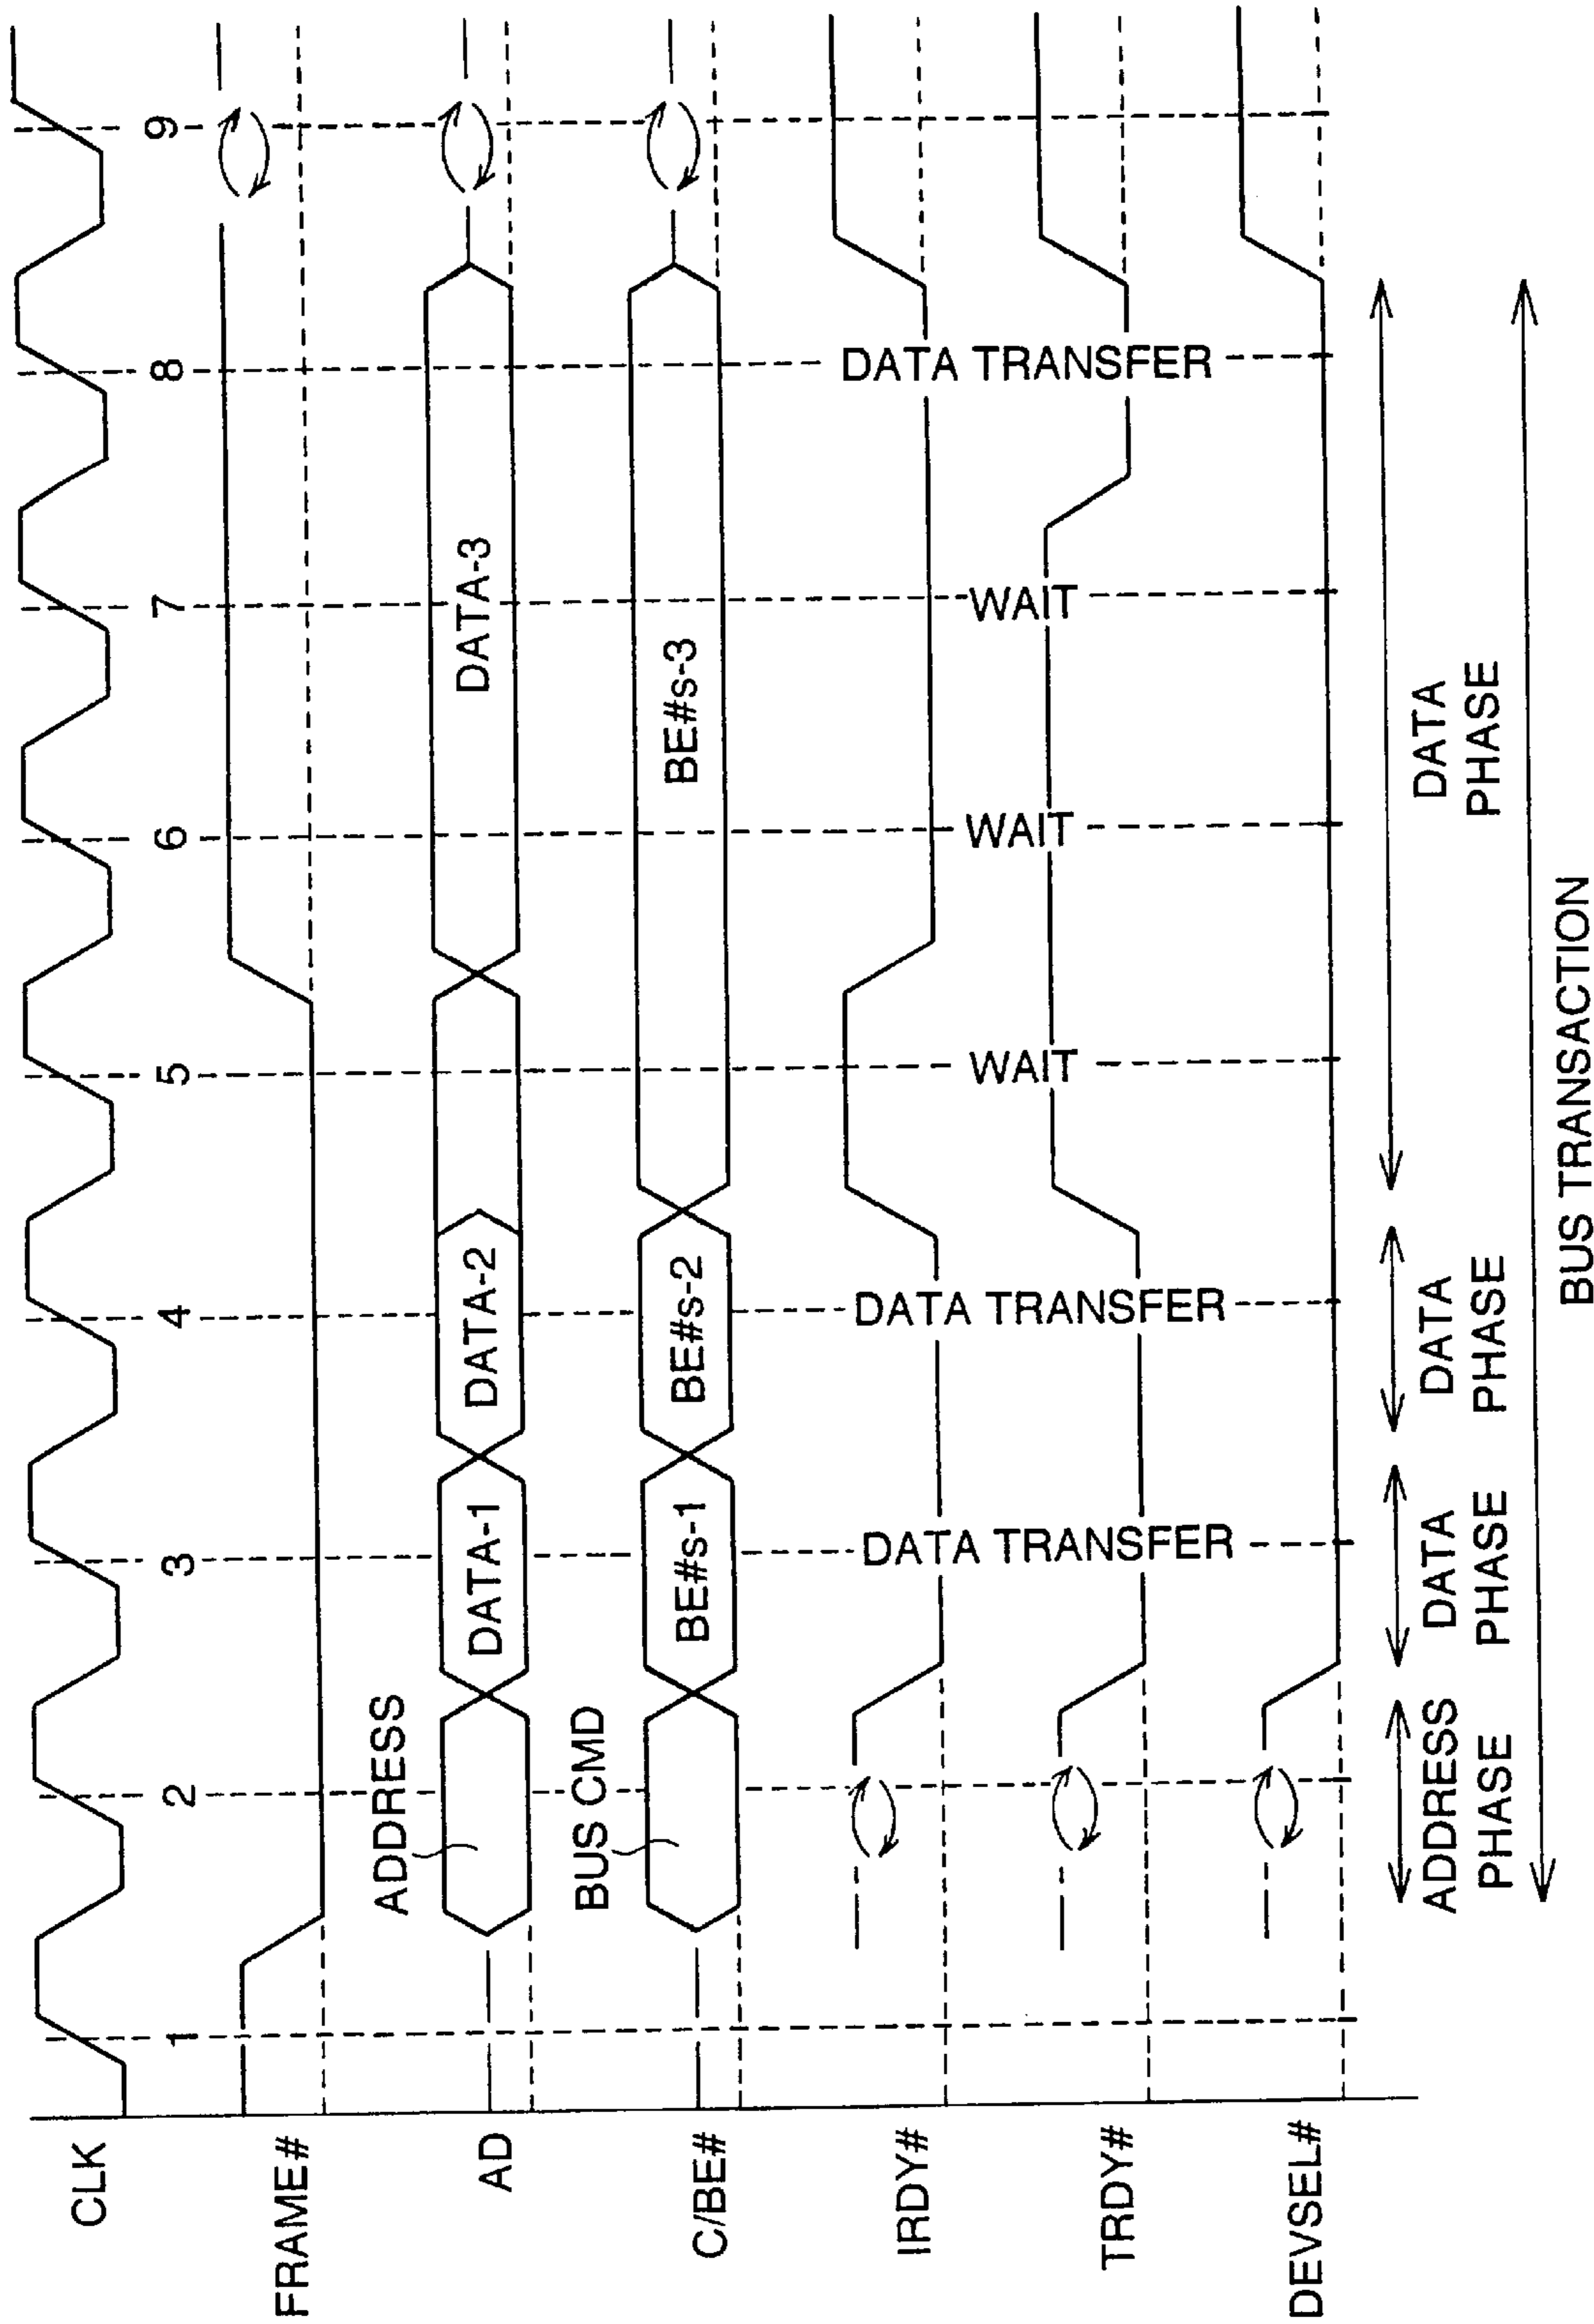 CLK
1
2
3
4
5
6
7
8
9
FRAME#
AD
ADDRESS
DATA-1
DATA-2
DATA-3
C/BE#
BUS CMD
BE#s-1
BE#s-2
BE#s-3
IRDY#
TRDY#
DATA TRANSFER
DATA TRANSFER
WAIT
WAIT
WAIT
DATA TRANSFER
DEVSEL#
ADDRESS
PHASE
DATA
PHASE
DATA
PHASE
DATA
PHASE
BUS TRANSACTION